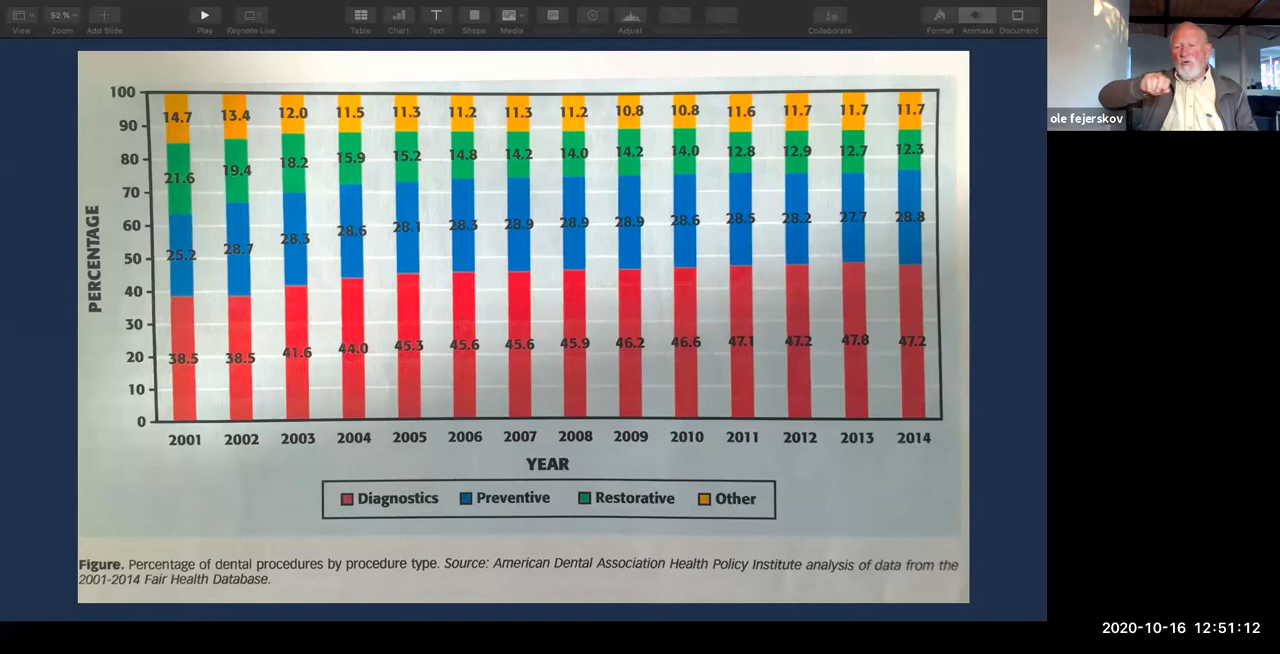 52 %
View
Zoom
Add Slide
Play
Keynote Live
Table
Chart
Text
Shape
Media
Adjust
Collaborate
Format
Animate
Document
ole fejerskov
PERCENTAGE
100
90
80
70
60
50
40
30
20
10
0
14.7 13.4 12.0 11.5 11.3 11.2 11.3 11.2 10.8 10.8 11.6 11.7 11.7 11.7
21.6 19.4 18.2 15.9 15.2 14.8 14.2 14.0 14.2 14.0 12.8 12.9 12.7 12.3
25.2 28.7 28.3 28.6 28.1 28.3 28.9 28.9 28.9 28.6 28.5 28.2 27.7 28.8
38.5 38.5 41.6 44.0 45.3 45.6 45.6 45.9 46.2 46.6 47.1 47.2 47.8 47.2
2001 2002 2003 2004 2005 2006 2007 2008 2009 2010 2011 2012 2013 2014
YEAR
Diagnostics Preventive Restorative Other
Figure. Percentage of dental procedures by procedure type. Source: American Dental Association Health Policy Institute analysis of data from the
2001-2014 Fair Health Database.
2020-10-16 12:51:12